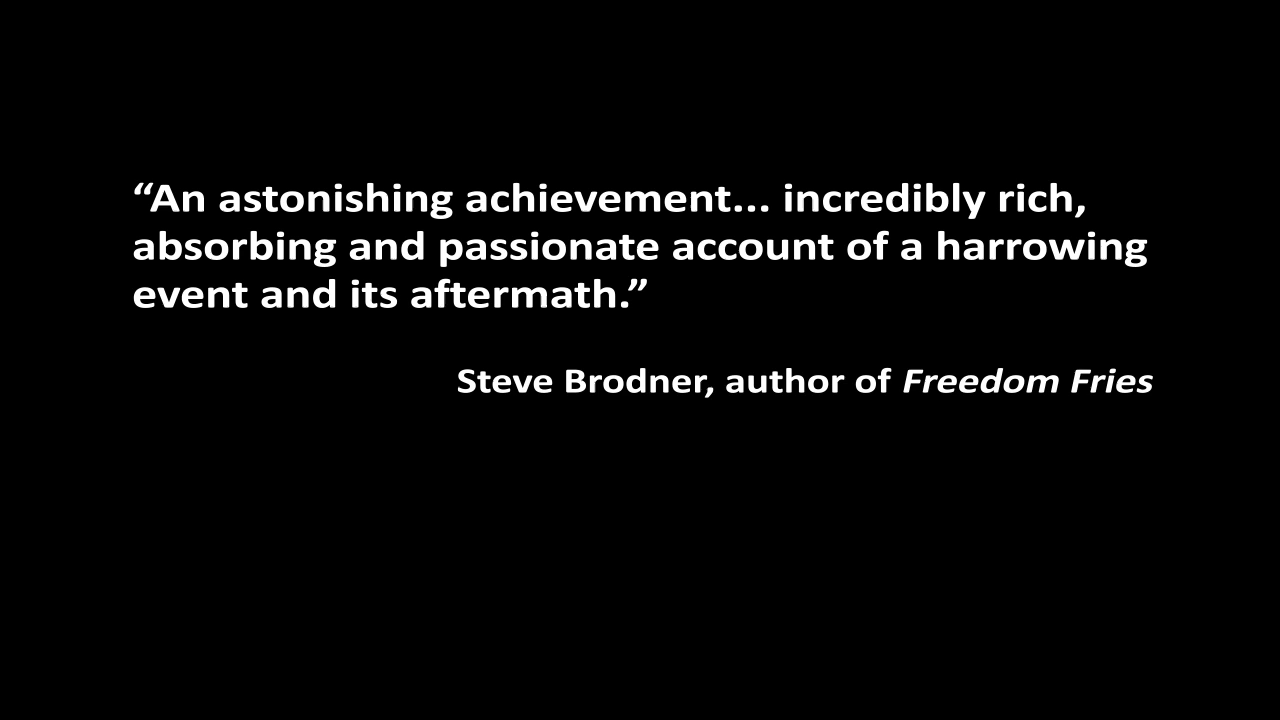 “An astonishing achievement... incredibly rich,
absorbing and passionate account of a harrowing
event and its aftermath.”
Steve Brodner, author of Freedom Fries